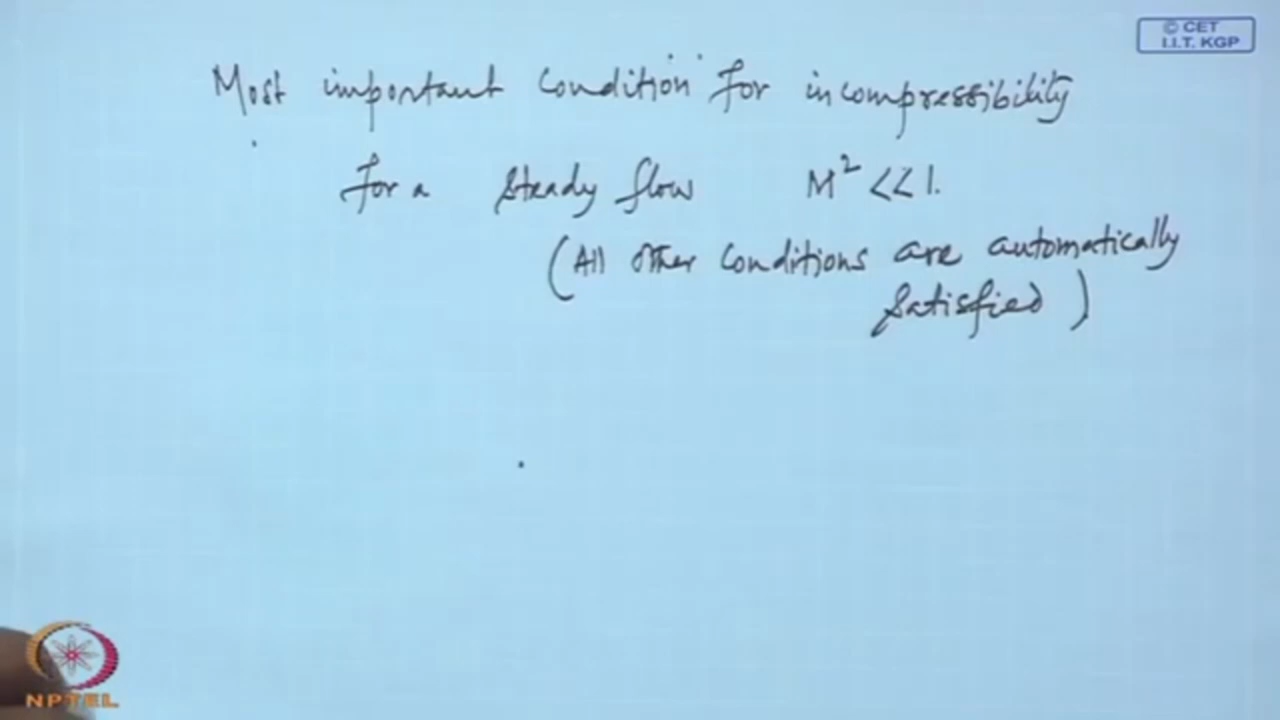 © CET
I.I.T. KGP
Most important condition for incompressibility
for a steady flow M² << 1.
(All other conditions are automatically
satisfied)
NPTEL